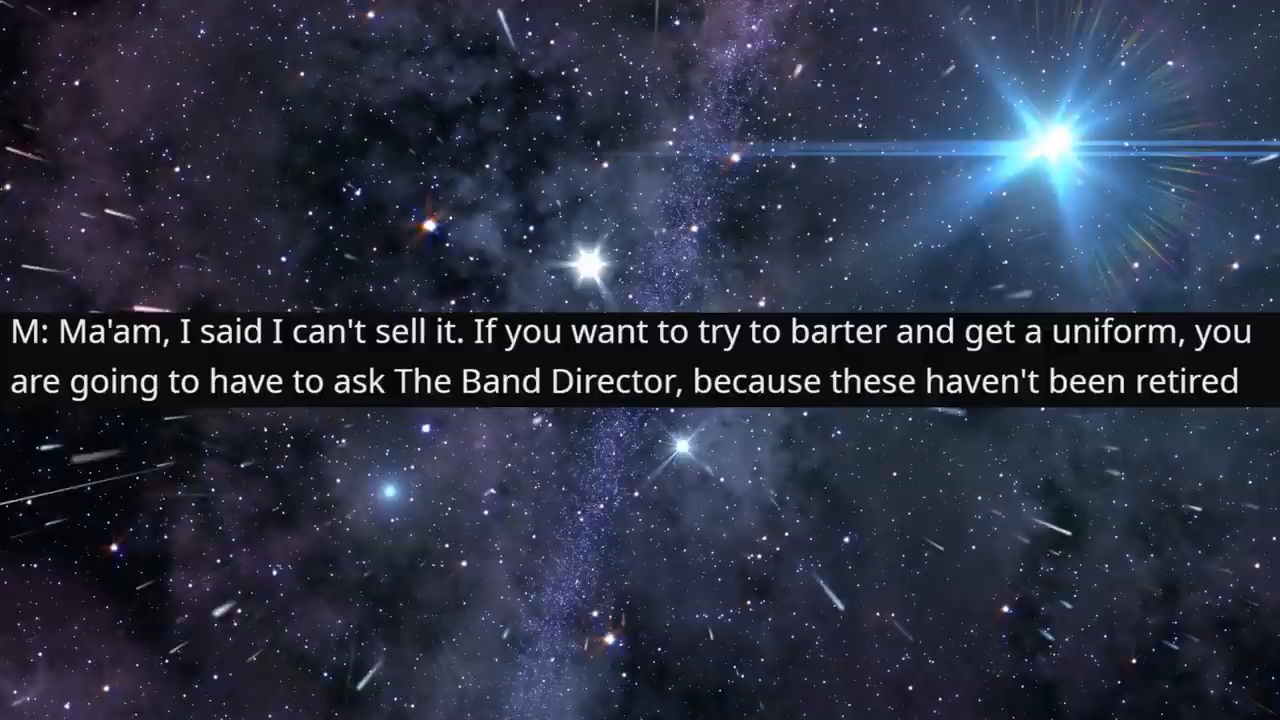 M: Ma'am, I said I can't sell it. If you want to try to barter and get a uniform, you
are going to have to ask The Band Director, because these haven't been retired